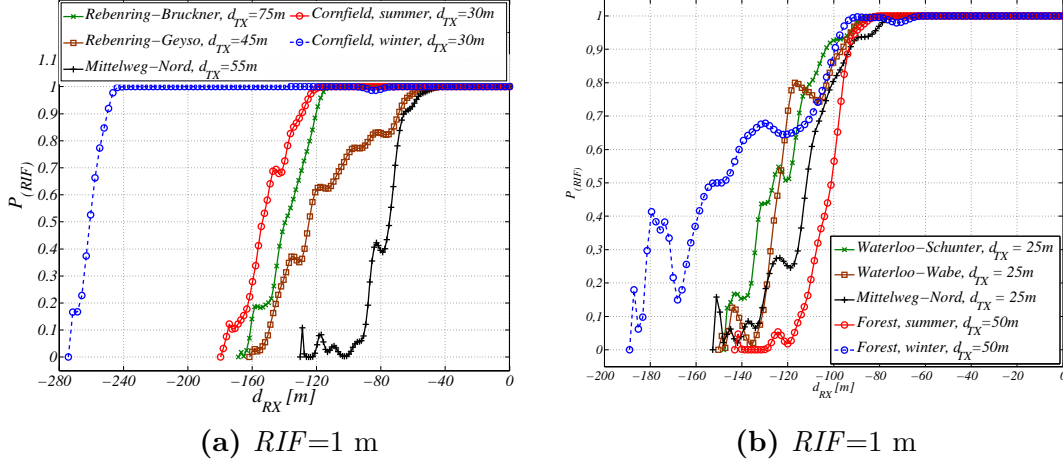 Rebenring−Bruckner, d_TX=75m
Rebenring−Geyso, d_TX=45m
Mittelweg−Nord, d_TX=55m
Cornfield, summer, d_TX=30m
Cornfield, winter, d_TX=30m
1.1
1
0.9
0.8
0.7
0.6
0.5
0.4
0.3
0.2
0.1
0
P_(RIF)
−280 −240 −200 −160 −120 −80 −40 0
d_RX [m]
(a) RIF=1 m
1
0,9
0,8
0,7
0,6
0,5
0,4
0,3
0,2
0,1
0
P_(RIF)
Waterloo−Schunter, d_TX = 25m
Waterloo−Wabe, d_TX = 25m
Mittelweg−Nord, d_TX = 25m
Forest, summer, d_TX=50m
Forest, winter, d_TX=50m
−200 −180 −160 −140 −120 −100 −80 −60 −40 −20 0
d_RX [m]
(b) RIF=1 m